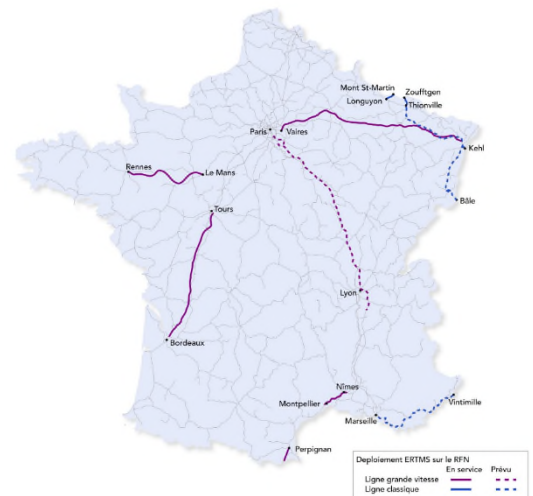 Mont St-Martin
Zoufftgen
Longuyon
Thionville
Paris
Vaires
Kehl
Rennes
Le Mans
Bâle
Tours
Lyon
Bordeaux
Nîmes
Montpellier
Vintimille
Marseille
Perpignan
Deploiement ERTMS sur le RFN
En service Prévu
Ligne grande vitesse
Ligne classique